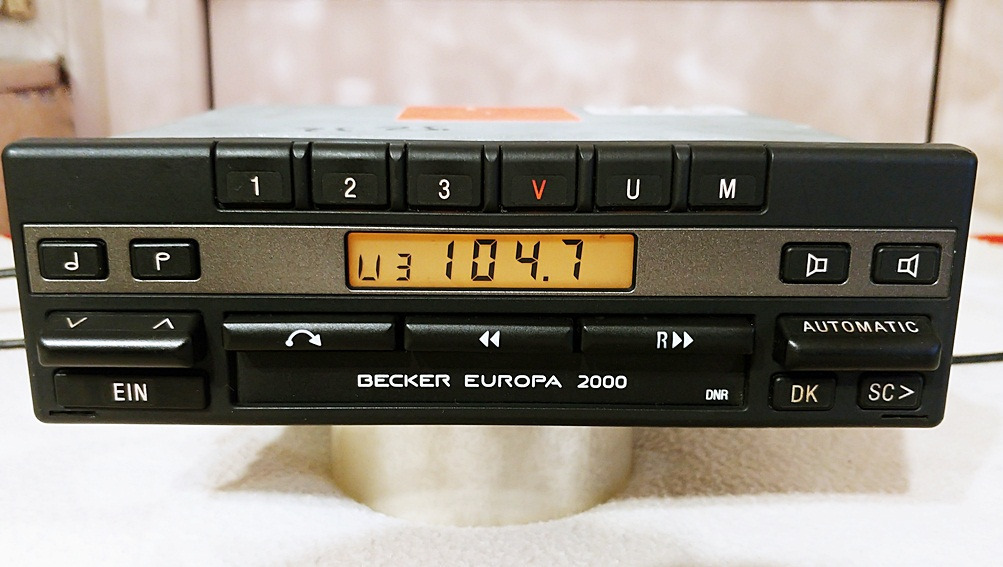 1 2 3 V U M
U3 104.7
R
AUTOMATIC
EIN
BECKER EUROPA 2000
DNR
DK
SC>